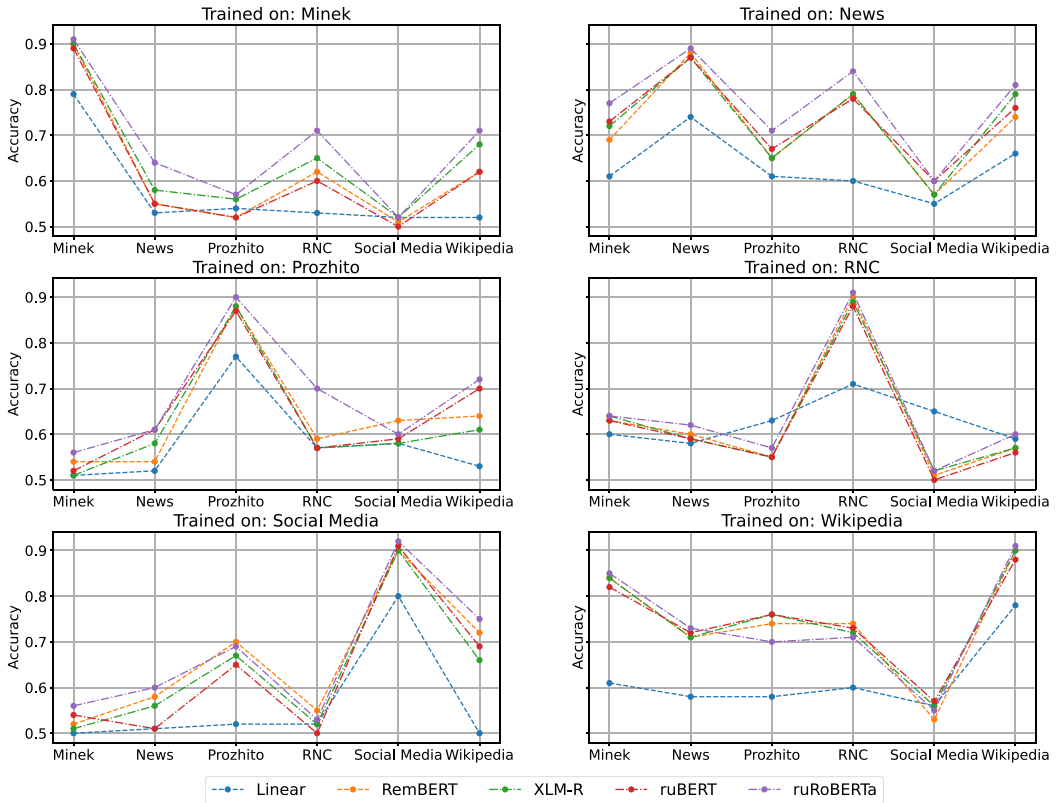 Trained on: Minek
Accuracy
0.9
0.8
0.7
0.6
0.5
Minek News Prozhito RNC Social Media Wikipedia
Trained on: News
Accuracy
Minek News Prozhito RNC Social Media Wikipedia
Trained on: Prozhito
Accuracy
0.9
0.8
0.7
0.6
0.5
Minek News Prozhito RNC Social Media Wikipedia
Trained on: RNC
Accuracy
Minek News Prozhito RNC Social Media Wikipedia
Trained on: Social Media
Accuracy
0.9
0.8
0.7
0.6
0.5
Minek News Prozhito RNC Social Media Wikipedia
Trained on: Wikipedia
Accuracy
Minek News Prozhito RNC Social Media Wikipedia
Linear RemBERT XLM-R ruBERT ruRoBERTa